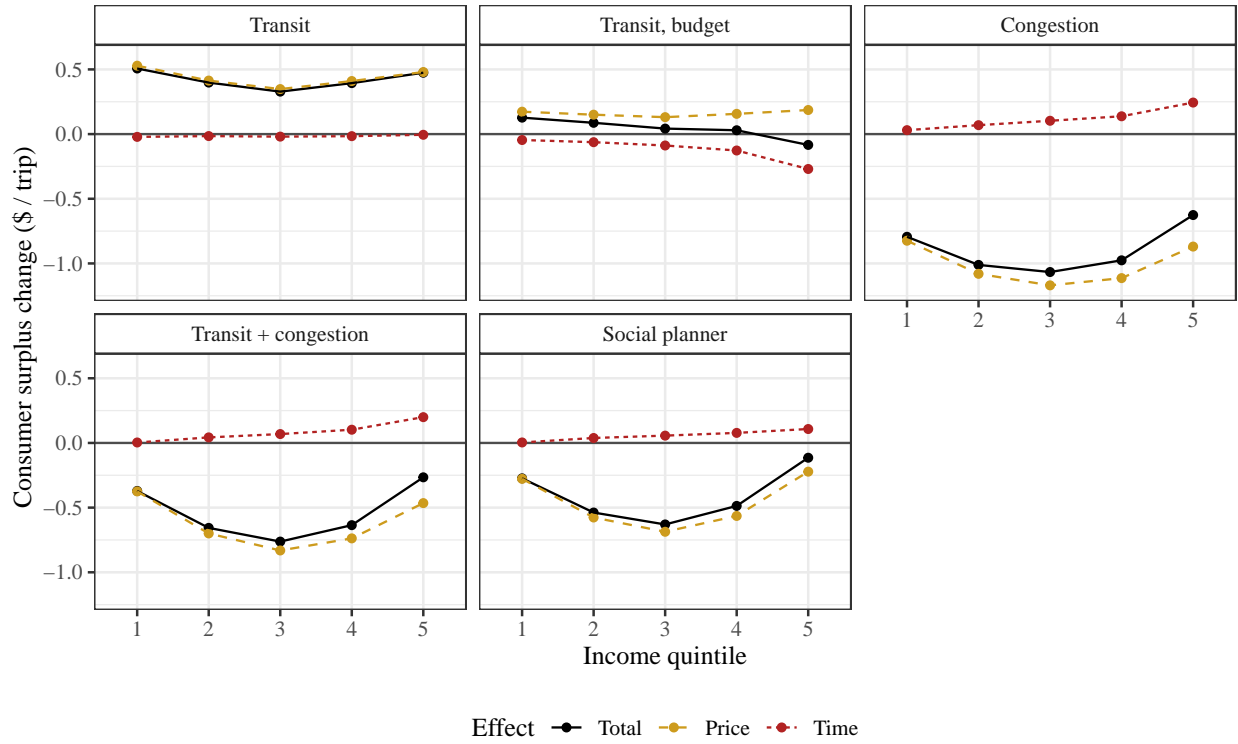 Transit
Transit, budget
Congestion
0.5
0.0
−0.5
−1.0
1 2 3 4 5
Transit + congestion
Social planner
0.5
0.0
−0.5
−1.0
1 2 3 4 5
1 2 3 4 5
Consumer surplus change ($ / trip)
Income quintile
Effect Total Price Time